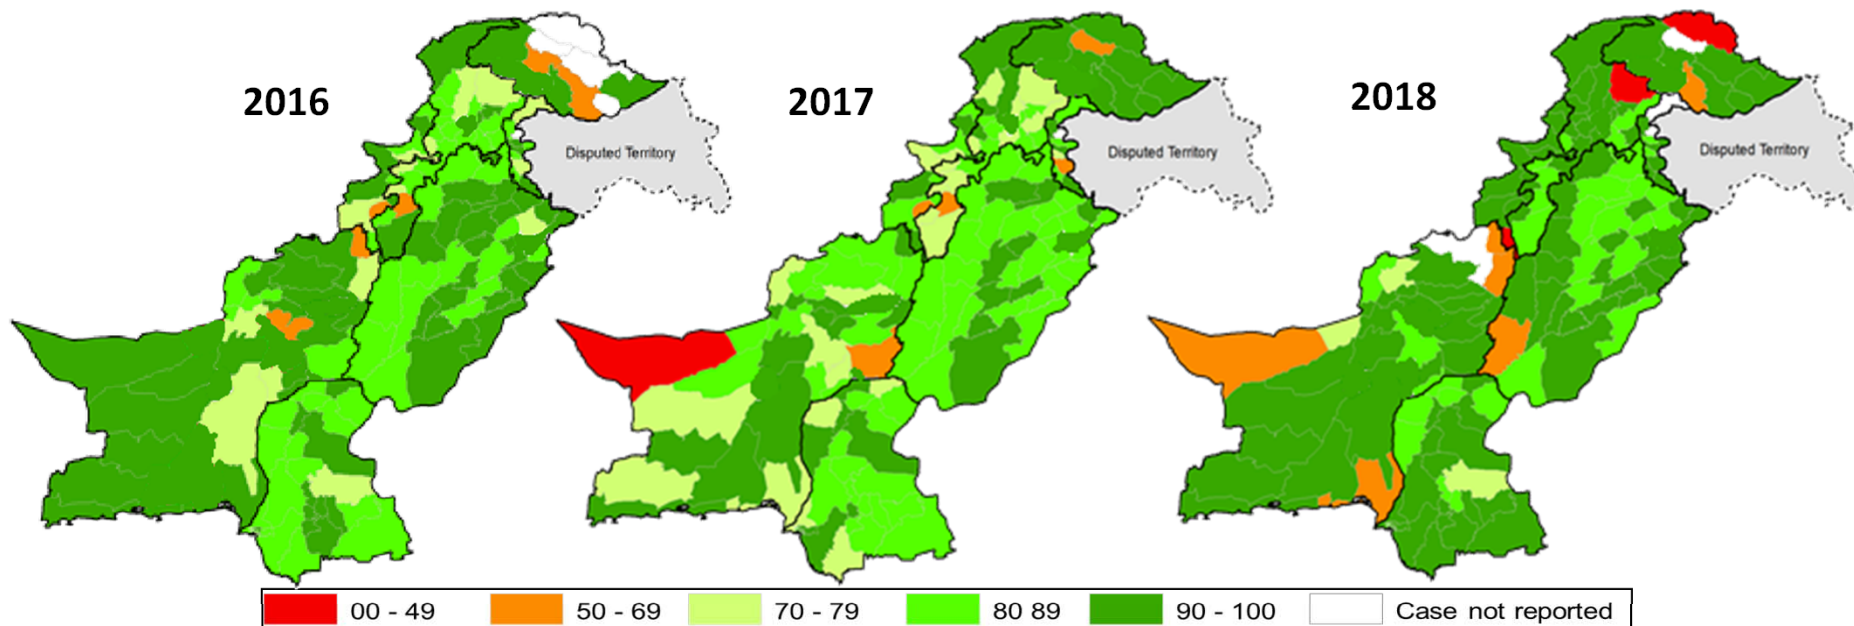 2016
2017
2018
Disputed Territory
Disputed Territory
Disputed Territory
00 - 49
50 - 69
70 - 79
80 89
90 - 100
Case not reported